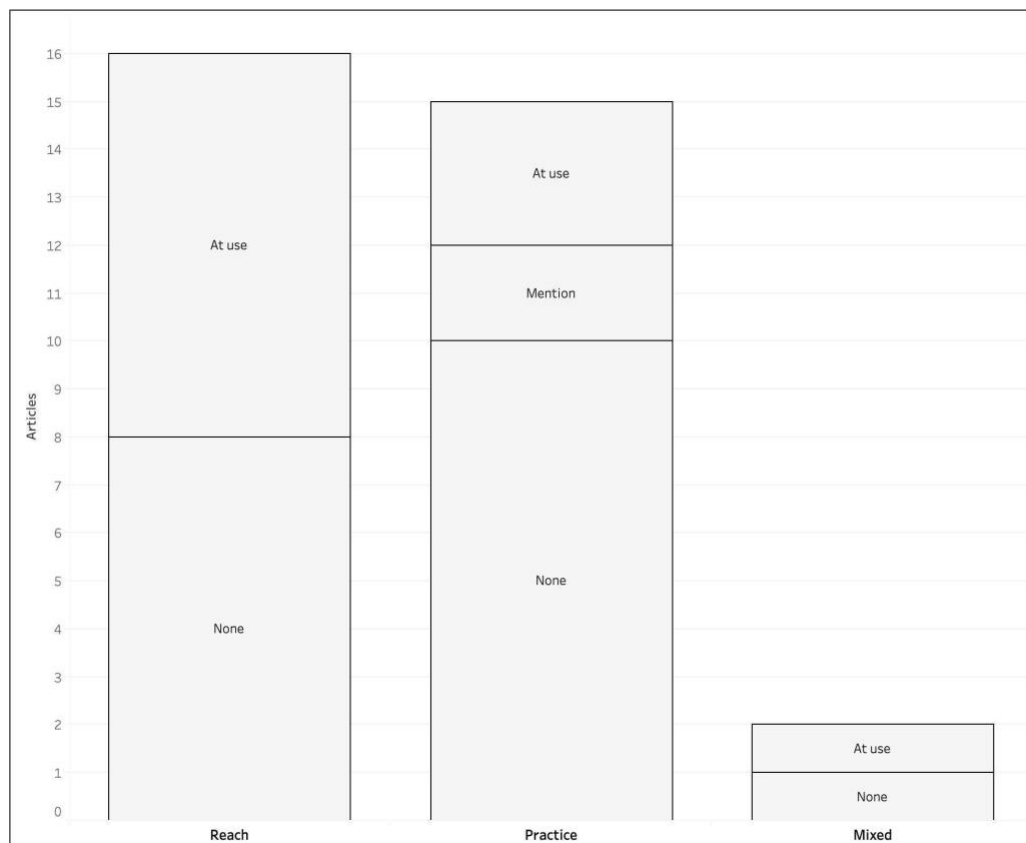 16
15
14
13
12
11
10
9
8
7
6
5
4
3
2
1
0
Articles
At use
None
At use
Mention
None
At use
None
Reach
Practice
Mixed